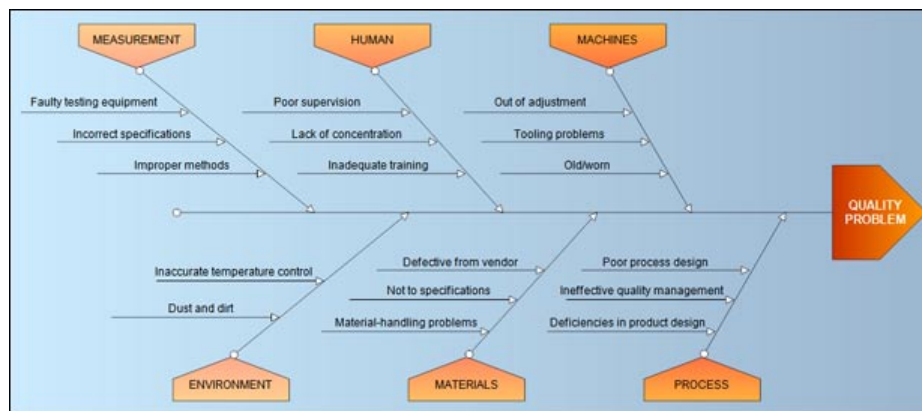 MEASUREMENT
HUMAN
MACHINES
Faulty testing equipment
Poor supervision
Out of adjustment
Incorrect specifications
Lack of concentration
Tooling problems
Improper methods
Inadequate training
Old/worn
QUALITY
PROBLEM
Inaccurate temperature control
Defective from vendor
Poor process design
Not to specifications
Ineffective quality management
Dust and dirt
Material-handling problems
Deficiencies in product design
ENVIRONMENT
MATERIALS
PROCESS